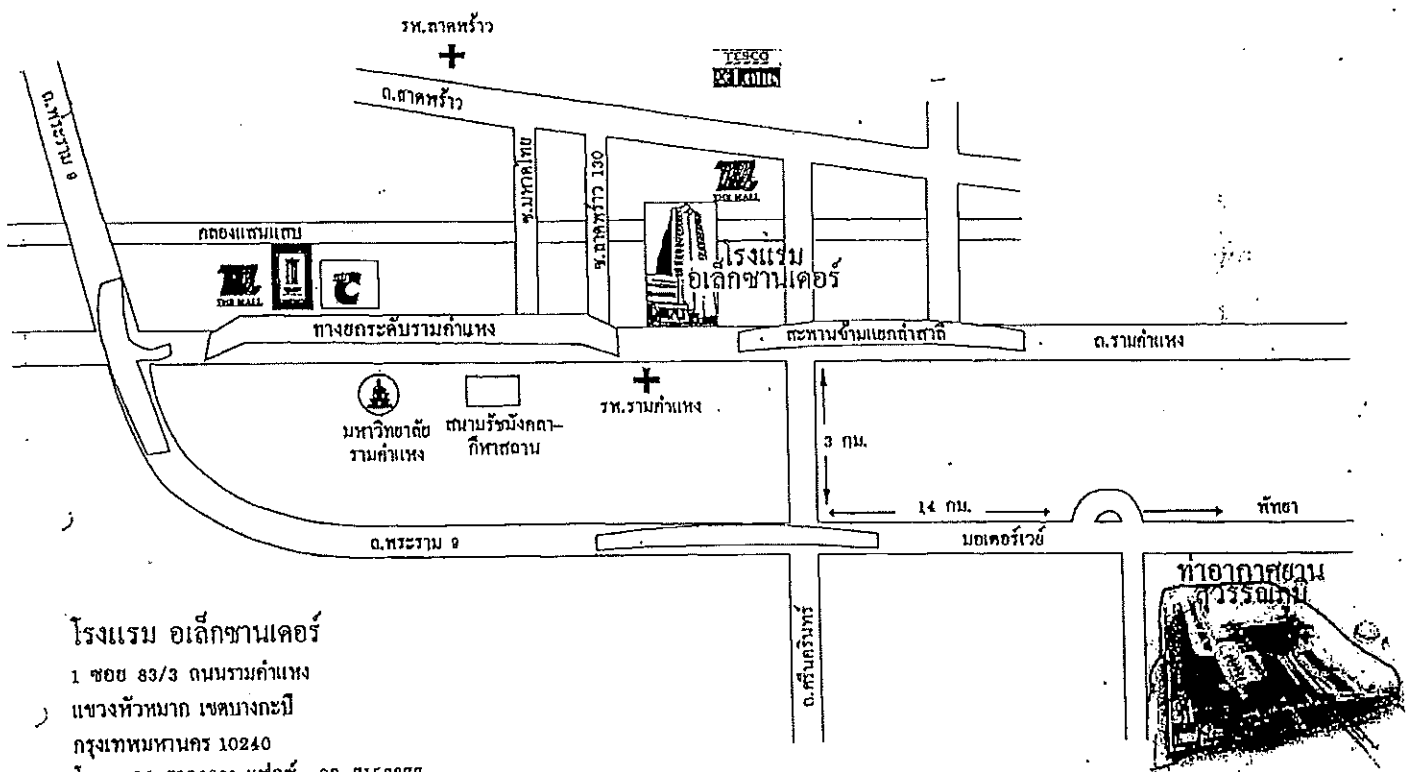 รพ.ลาดพร้าว
TESCO
Lotus
ถ.ลาดพร้าว
ถ.พระราม 9
ซ.มหาดไทย
ซ.ลาดพร้าว 130
THE MALL
คลองแสนแสบ
THE MALL
โรงแรม
อเล็กซานเดอร์
ทางยกระดับรามคำแหง
สะพานข้ามแยกลำสาลี
ถ.รามคำแหง
มหาวิทยาลัย
รามคำแหง
สนามรัชมังคลา-
กีฬาสถาน
รพ.รามคำแหง
3 กม.
14 กม.
พัทยา
ถ.พระราม 9
มอเตอร์เวย์
ท่าอากาศยาน
สุวรรณภูมิ
ถ.ศรีนครินทร์
โรงแรม อเล็กซานเดอร์
1 ซอย 83/3 ถนนรามคำแหง
แขวงหัวหมาก เขตบางกะปิ
กรุงเทพมหานคร 10240